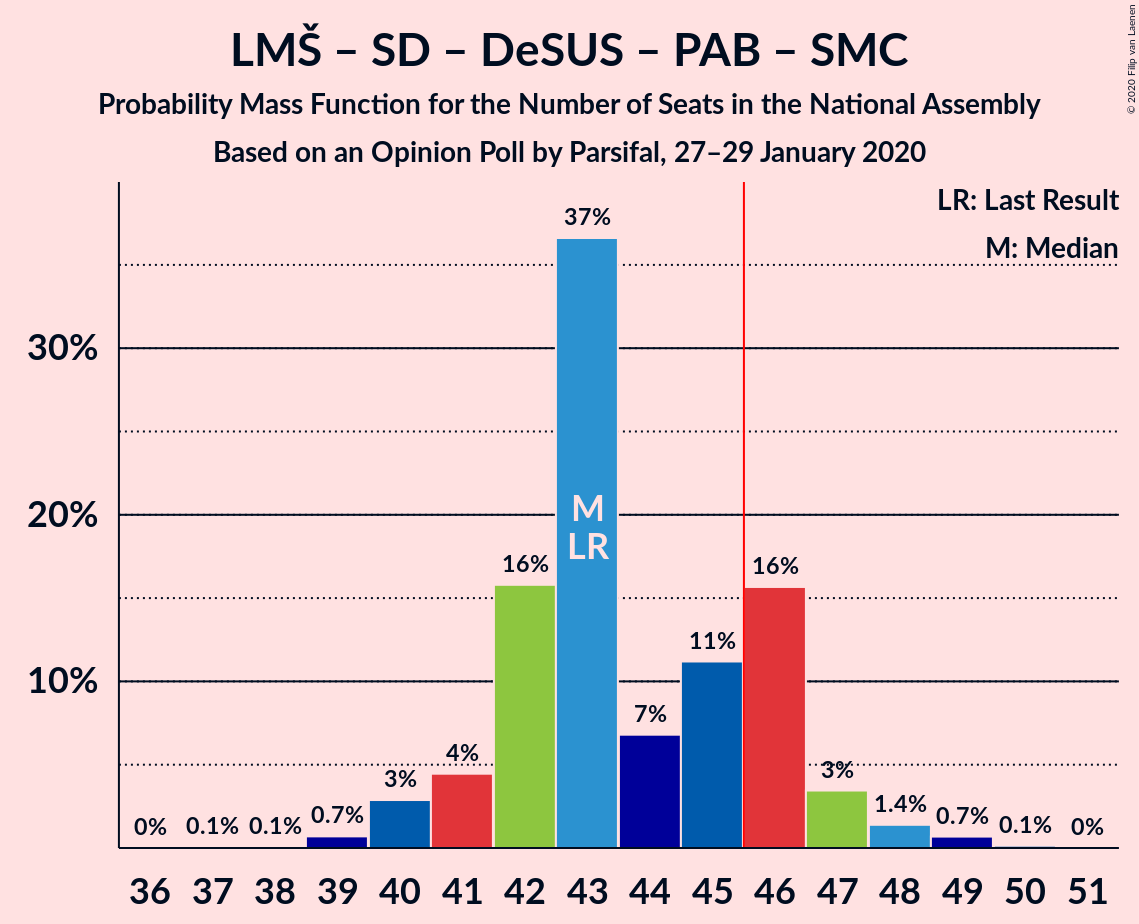 LMŠ – SD – DeSUS – PAB – SMC
Probability Mass Function for the Number of Seats in the National Assembly
Based on an Opinion Poll by Parsifal, 27–29 January 2020
© 2020 Filip van Laenen
LR: Last Result
M: Median
30%
20%
10%
0%
0.1%
0.1%
0.7%
3%
4%
16%
37%
7%
11%
16%
3%
1.4%
0.7%
0.1%
0%
M
LR
36 37 38 39 40 41 42 43 44 45 46 47 48 49 50 51